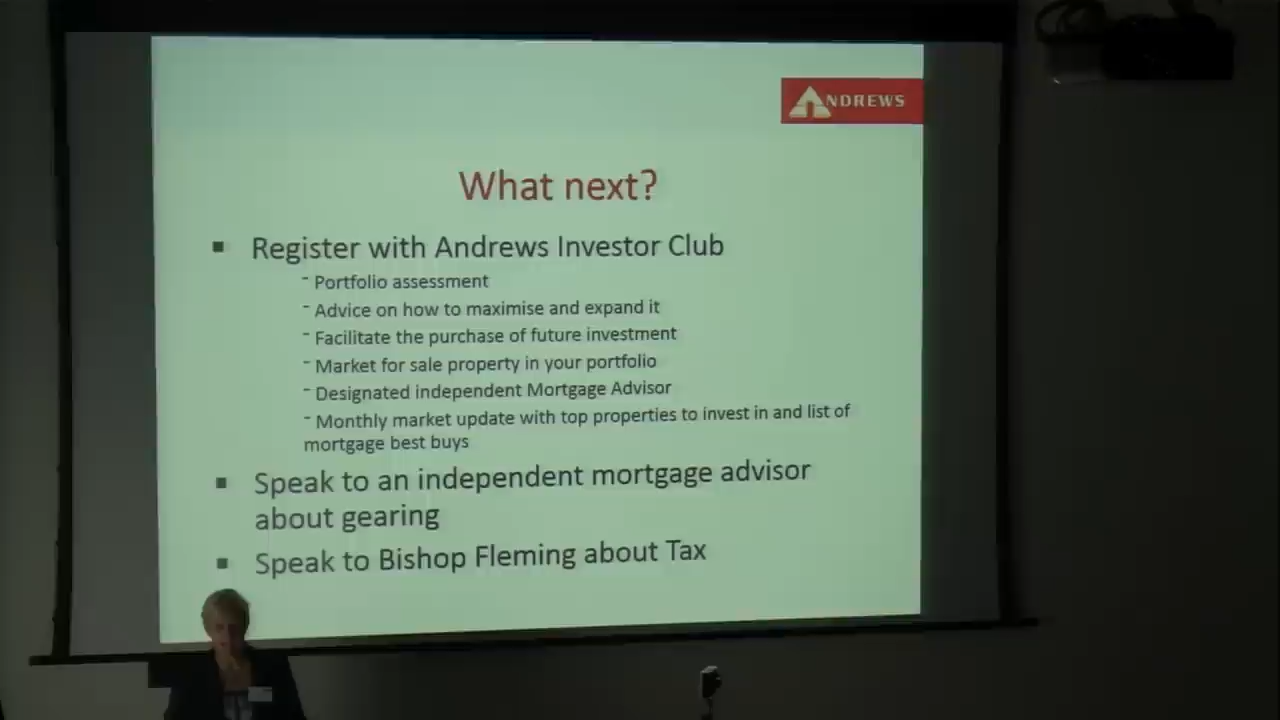 ANDREWS
What next?
▪ Register with Andrews Investor Club
- Portfolio assessment
- Advice on how to maximise and expand it
- Facilitate the purchase of future investment
- Market for sale property in your portfolio
- Designated independent Mortgage Advisor
- Monthly market update with top properties to invest in and list of
mortgage best buys
▪ Speak to an independent mortgage advisor
about gearing
▪ Speak to Bishop Fleming about Tax